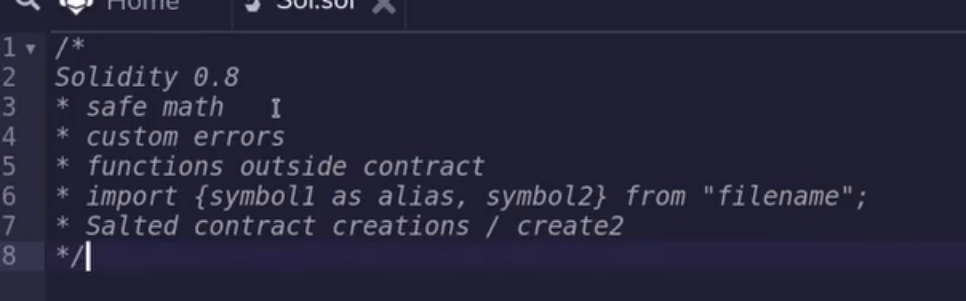 Home Sol.sol
1 /*
2 Solidity 0.8
3 * safe math
4 * custom errors
5 * functions outside contract
6 * import {symbol1 as alias, symbol2} from "filename";
7 * Salted contract creations / create2
8 */